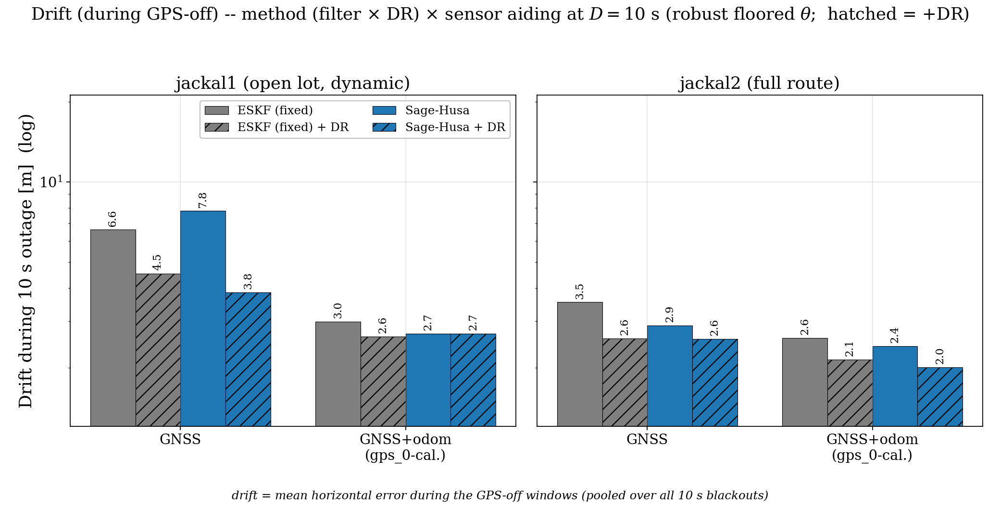 Drift (during GPS-off) -- method (filter × DR) × sensor aiding at D = 10 s (robust floored θ;  hatched = +DR)
jackal1 (open lot, dynamic)
jackal2 (full route)
Drift during 10 s outage [m]  (log)
10¹
ESKF (fixed)
ESKF (fixed) + DR
Sage-Husa
Sage-Husa + DR
6.6
4.5
7.8
3.8
3.0
2.6
2.7
2.7
3.5
2.6
2.9
2.6
2.6
2.1
2.4
2.0
GNSS
GNSS+odom
(gps_0-cal.)
GNSS
GNSS+odom
(gps_0-cal.)
drift = mean horizontal error during the GPS-off windows (pooled over all 10 s blackouts)